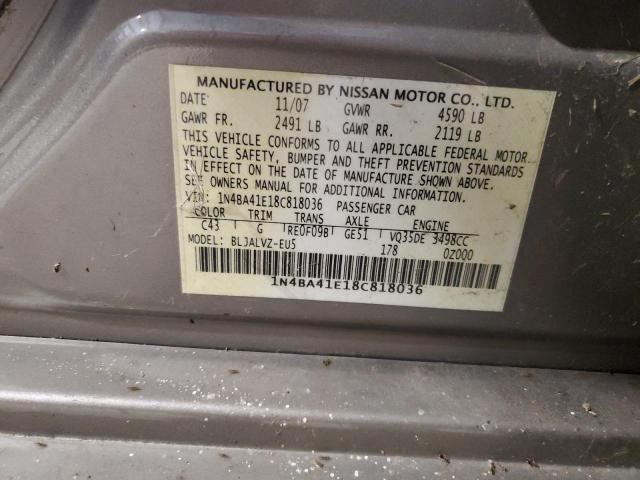 MANUFACTURED BY NISSAN MOTOR CO., LTD.
DATE 11/07 GVWR 4590 LB
GAWR FR. 2491 LB GAWR RR. 2119 LB
THIS VEHICLE CONFORMS TO ALL APPLICABLE FEDERAL MOTOR
VEHICLE SAFETY, BUMPER AND THEFT PREVENTION STANDARDS
IN EFFECT ON THE DATE OF MANUFACTURE SHOWN ABOVE.
SEE OWNERS MANUAL FOR ADDITIONAL INFORMATION.
VIN: 1N4BA41E18C818036 PASSENGER CAR
COLOR TRIM TRANS AXLE ENGINE
C43 G RE0F09B GE51 VQ35DE 3498CC
MODEL: BLJALVZ-EU5 178 0Z000
1N4BA41E18C818036